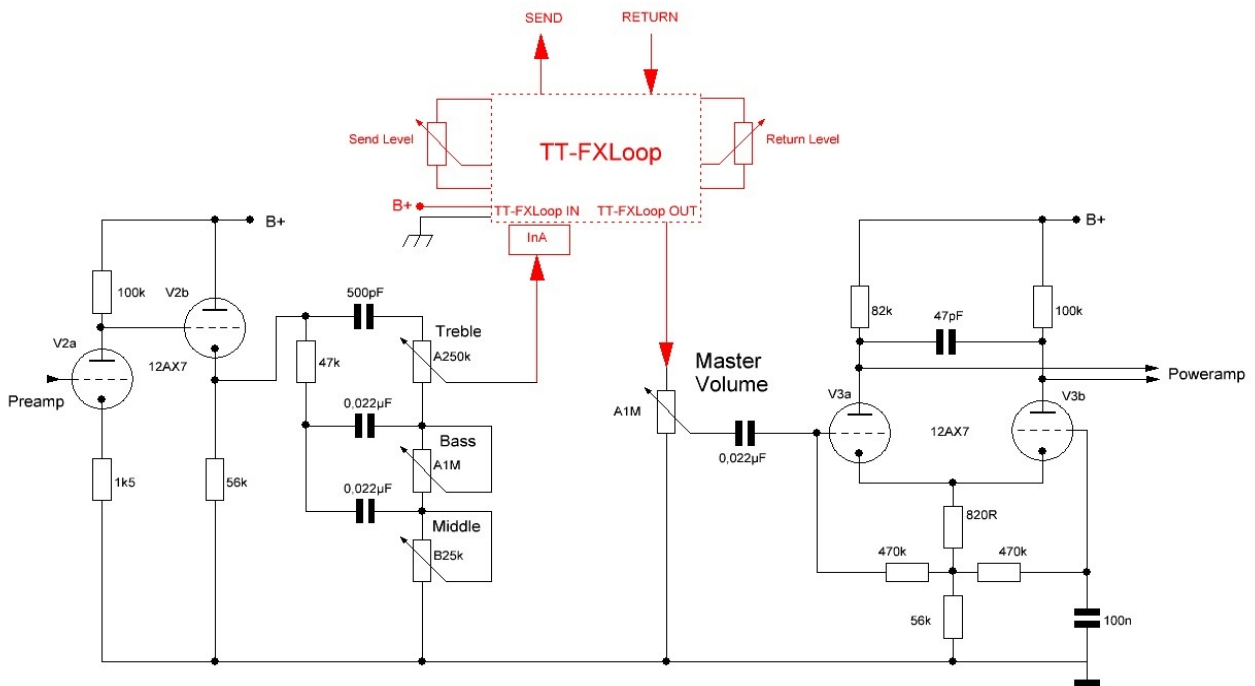 SEND
RETURN
Send Level
TT-FXLoop
Return Level
B+
TT-FXLoop IN
TT-FXLoop OUT
InA
B+
B+
100k
V2b
500pF
Treble
A250k
47k
V2a
12AX7
Preamp
0,022µF
Bass
A1M
1k5
56k
0,022µF
Middle
B25k
Master
Volume
A1M
0,022µF
82k
47pF
100k
Poweramp
V3a
V3b
12AX7
820R
470k
470k
56k
100n